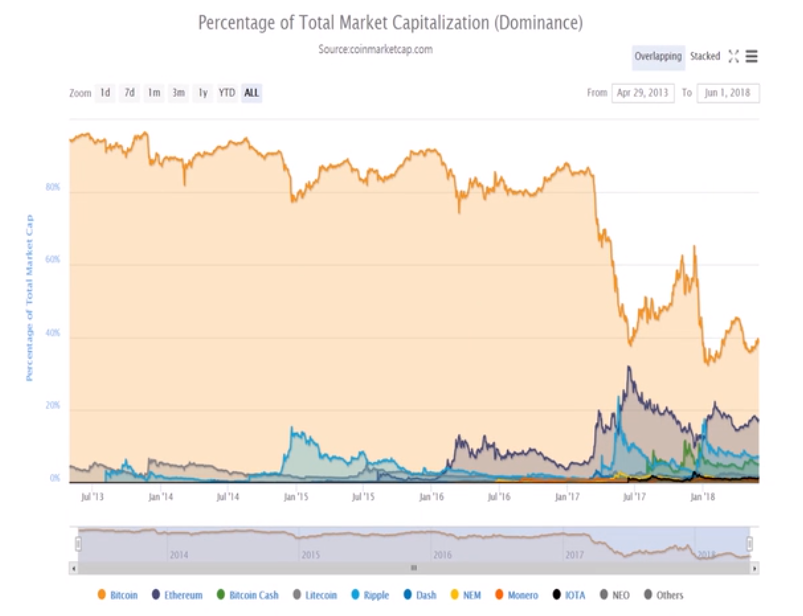 Percentage of Total Market Capitalization (Dominance)
Source:coinmarketcap.com
Overlapping Stacked
Zoom 1d 7d 1m 3m 1y YTD ALL
From Apr 29, 2013 To Jun 1, 2018
Percentage of Total Market Cap
80%
60%
40%
20%
0%
Jul '13 Jan '14 Jul '14 Jan '15 Jul '15 Jan '16 Jul '16 Jan '17 Jul '17 Jan '18
2014 2015 2016 2017 2018
Bitcoin Ethereum Bitcoin Cash Litecoin Ripple Dash NEM Monero IOTA NEO Others